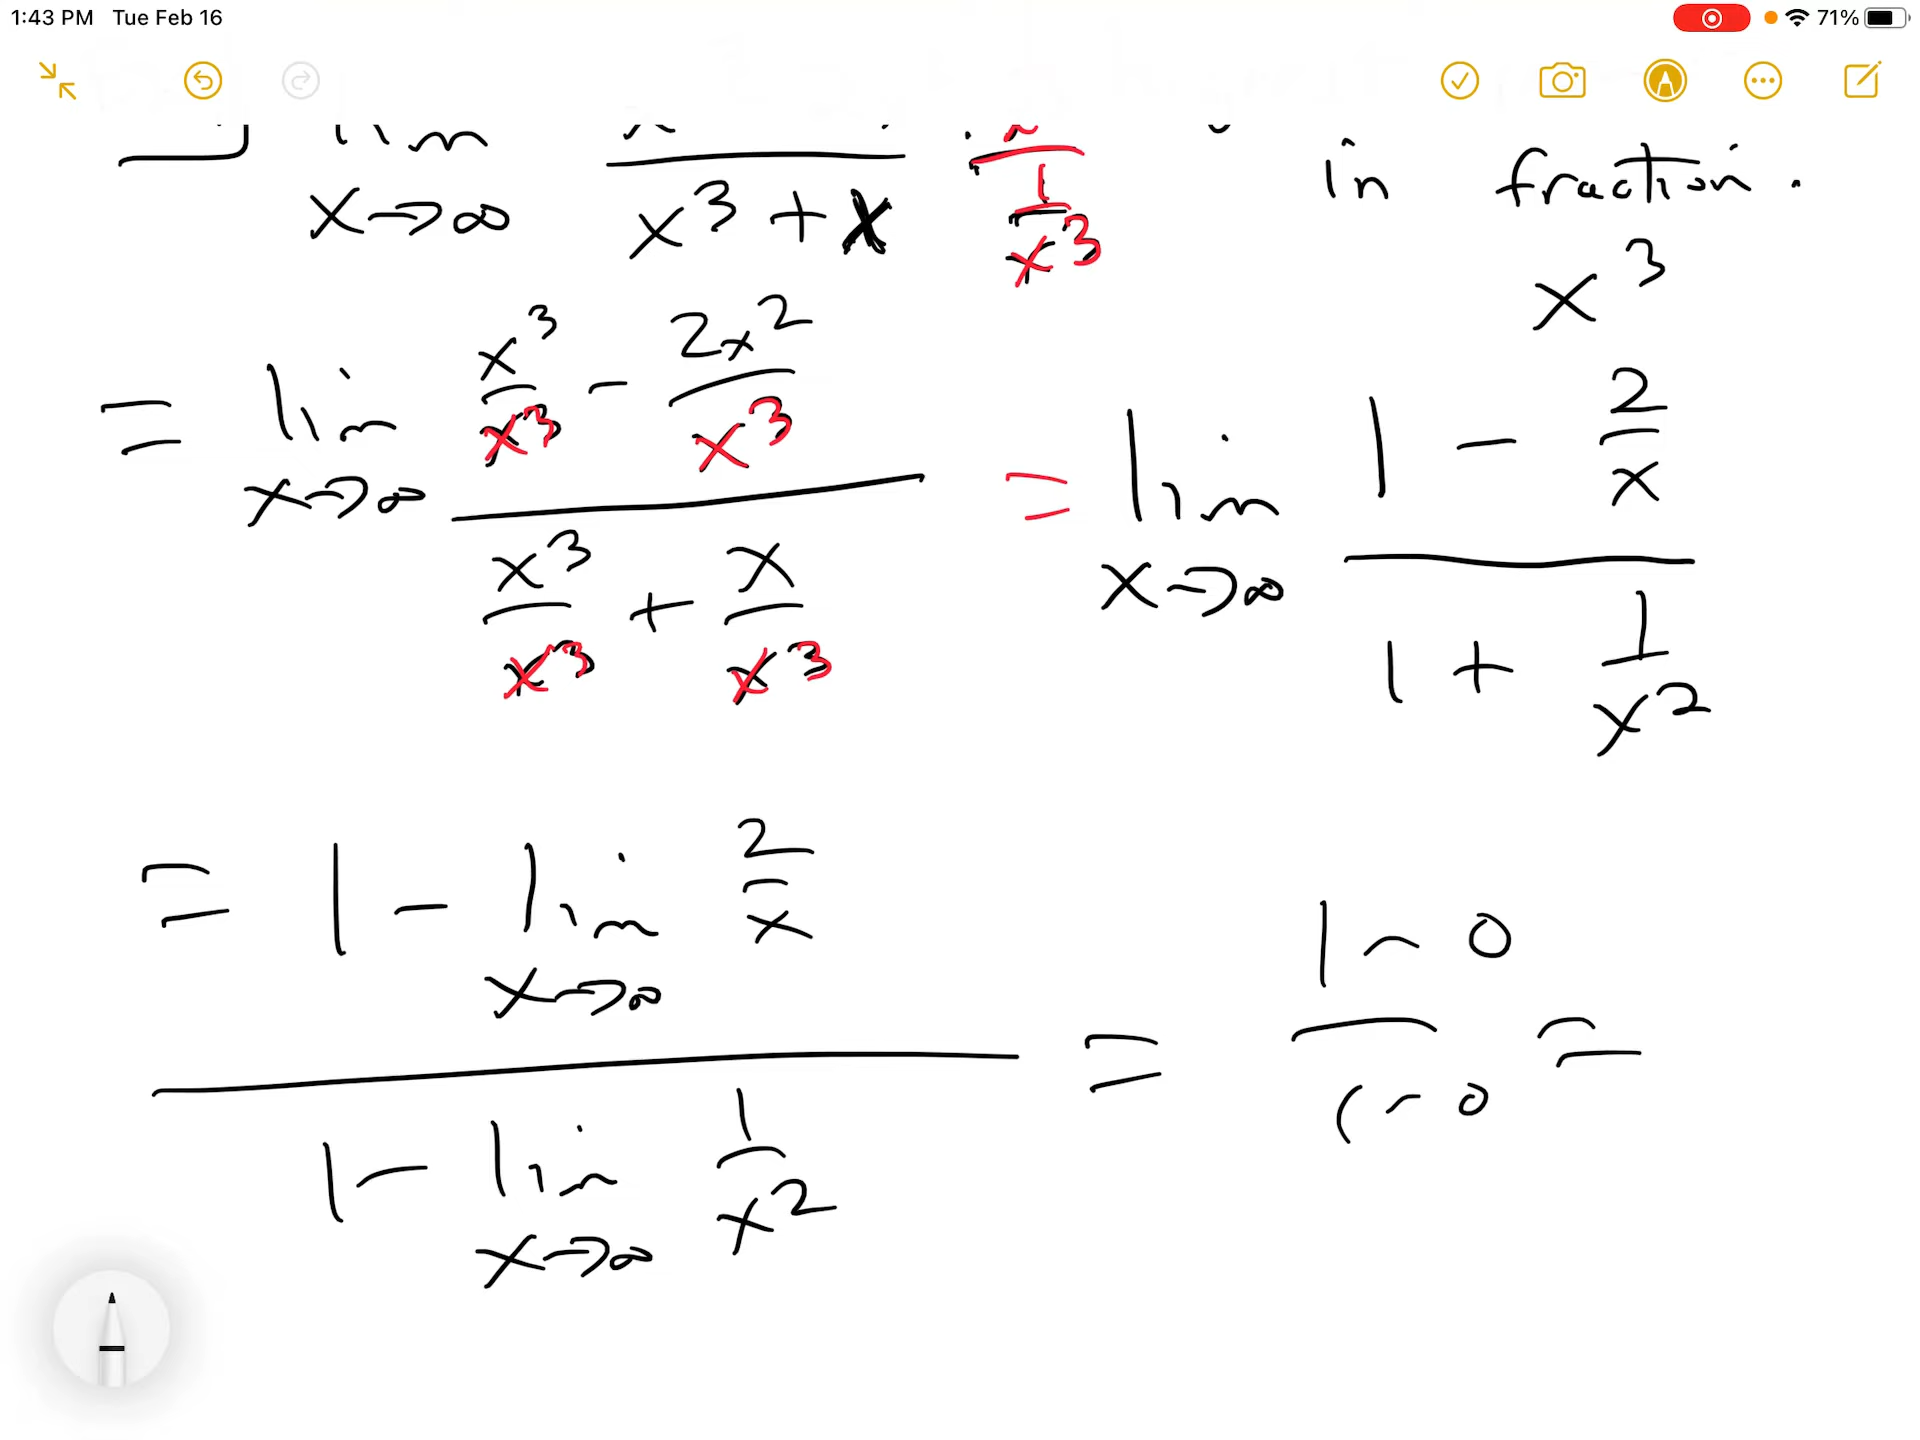 1:43 PM Tue Feb 16 71%
lim
x→∞ x³ + x 1/x³ in fraction.
x³
= lim x→∞ (x³/x³ - 2x²/x³)/(x³/x³ + x/x³) = lim x→∞ (1 - 2/x)/(1 + 1/x²)
= (1 - lim x→∞ 2/x)/(1 - lim x→∞ 1/x²) = (1 - 0)/(1 - 0) =